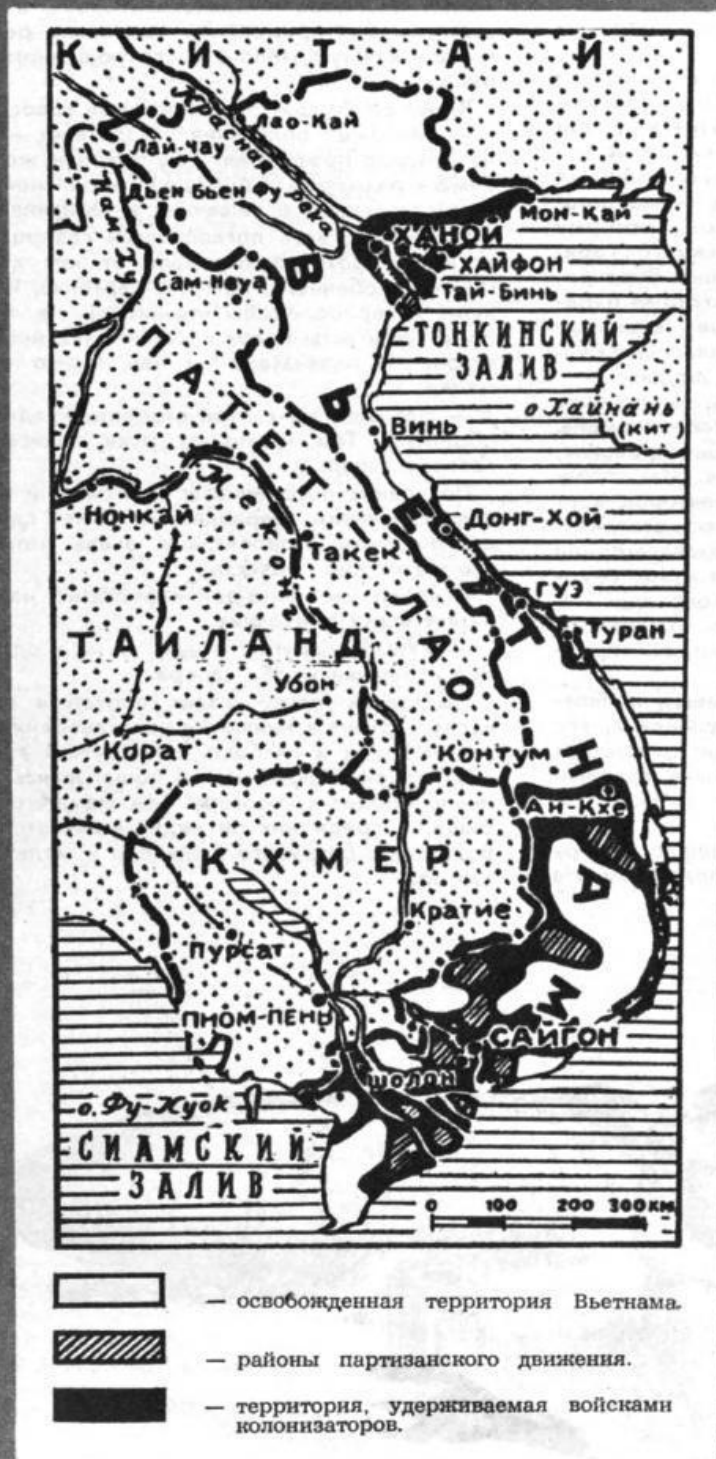 КИТАЙ
Красная река
Лао-Кай
Лай-Чау
Нам-Ту
Дьен Бьен фу
Мон-Кай
ХАНОЙ
ХАЙФОН
Тай-Бинь
Сам-Неуа
ТОНКИНСКИЙ
ЗАЛИВ
ВЬЕТНАМ
ПАТЕТ-ЛАО
о Хайнань
(КИТ)
Винь
Меконг
Нонкай
Донг-Хой
Такек
ГУЭ
Туран
ТАИЛАНД
Убон
Корат
Контум
Ан-Кхе
КХМЕР
Кратие
Пурсат
ПНОМ-ПЕНЬ
САЙГОН
ШОЛОН
о. Фу-Куок
СИАМСКИЙ
ЗАЛИВ
0 100 200 300 км
— освобожденная территория Вьетнама.
— районы партизанского движения.
— территория, удерживаемая войсками
колонизаторов.